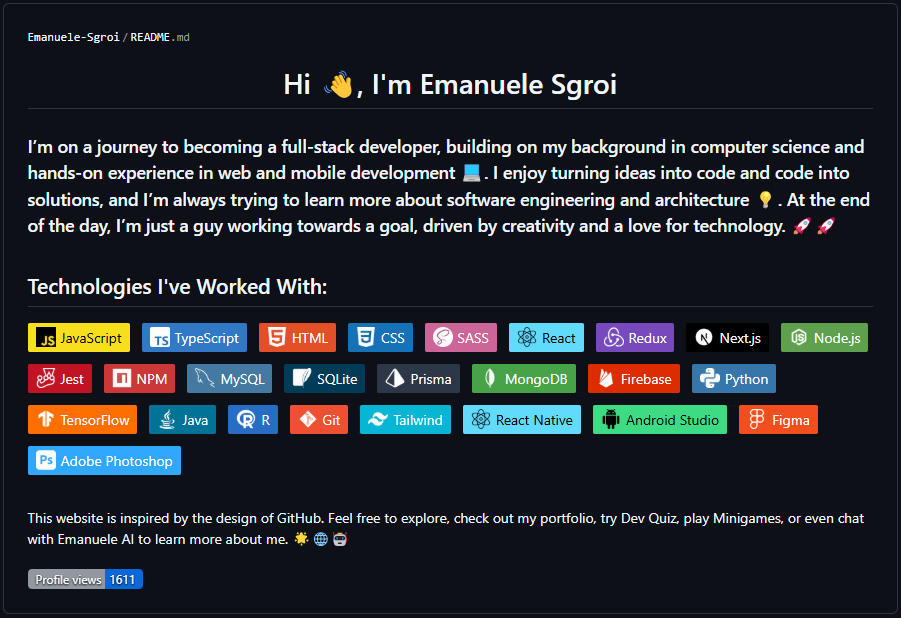 Emanuele-Sgroi/README.md
Hi 👋, I'm Emanuele Sgroi
I’m on a journey to becoming a full-stack developer, building on my background in computer science and
hands-on experience in web and mobile development 💻. I enjoy turning ideas into code and code into
solutions, and I’m always trying to learn more about software engineering and architecture 💡. At the end
of the day, I’m just a guy working towards a goal, driven by creativity and a love for technology. 🚀 🚀
Technologies I've Worked With:
JS JavaScript TS TypeScript HTML CSS SASS React Redux Next.js Node.js
Jest NPM MySQL SQLite Prisma MongoDB Firebase Python
TensorFlow Java R Git Tailwind React Native Android Studio Figma
Ps Adobe Photoshop
This website is inspired by the design of GitHub. Feel free to explore, check out my portfolio, try Dev Quiz, play Minigames, or even chat
with Emanuele AI to learn more about me. 🌟 🌐 🤖
Profile views 1611